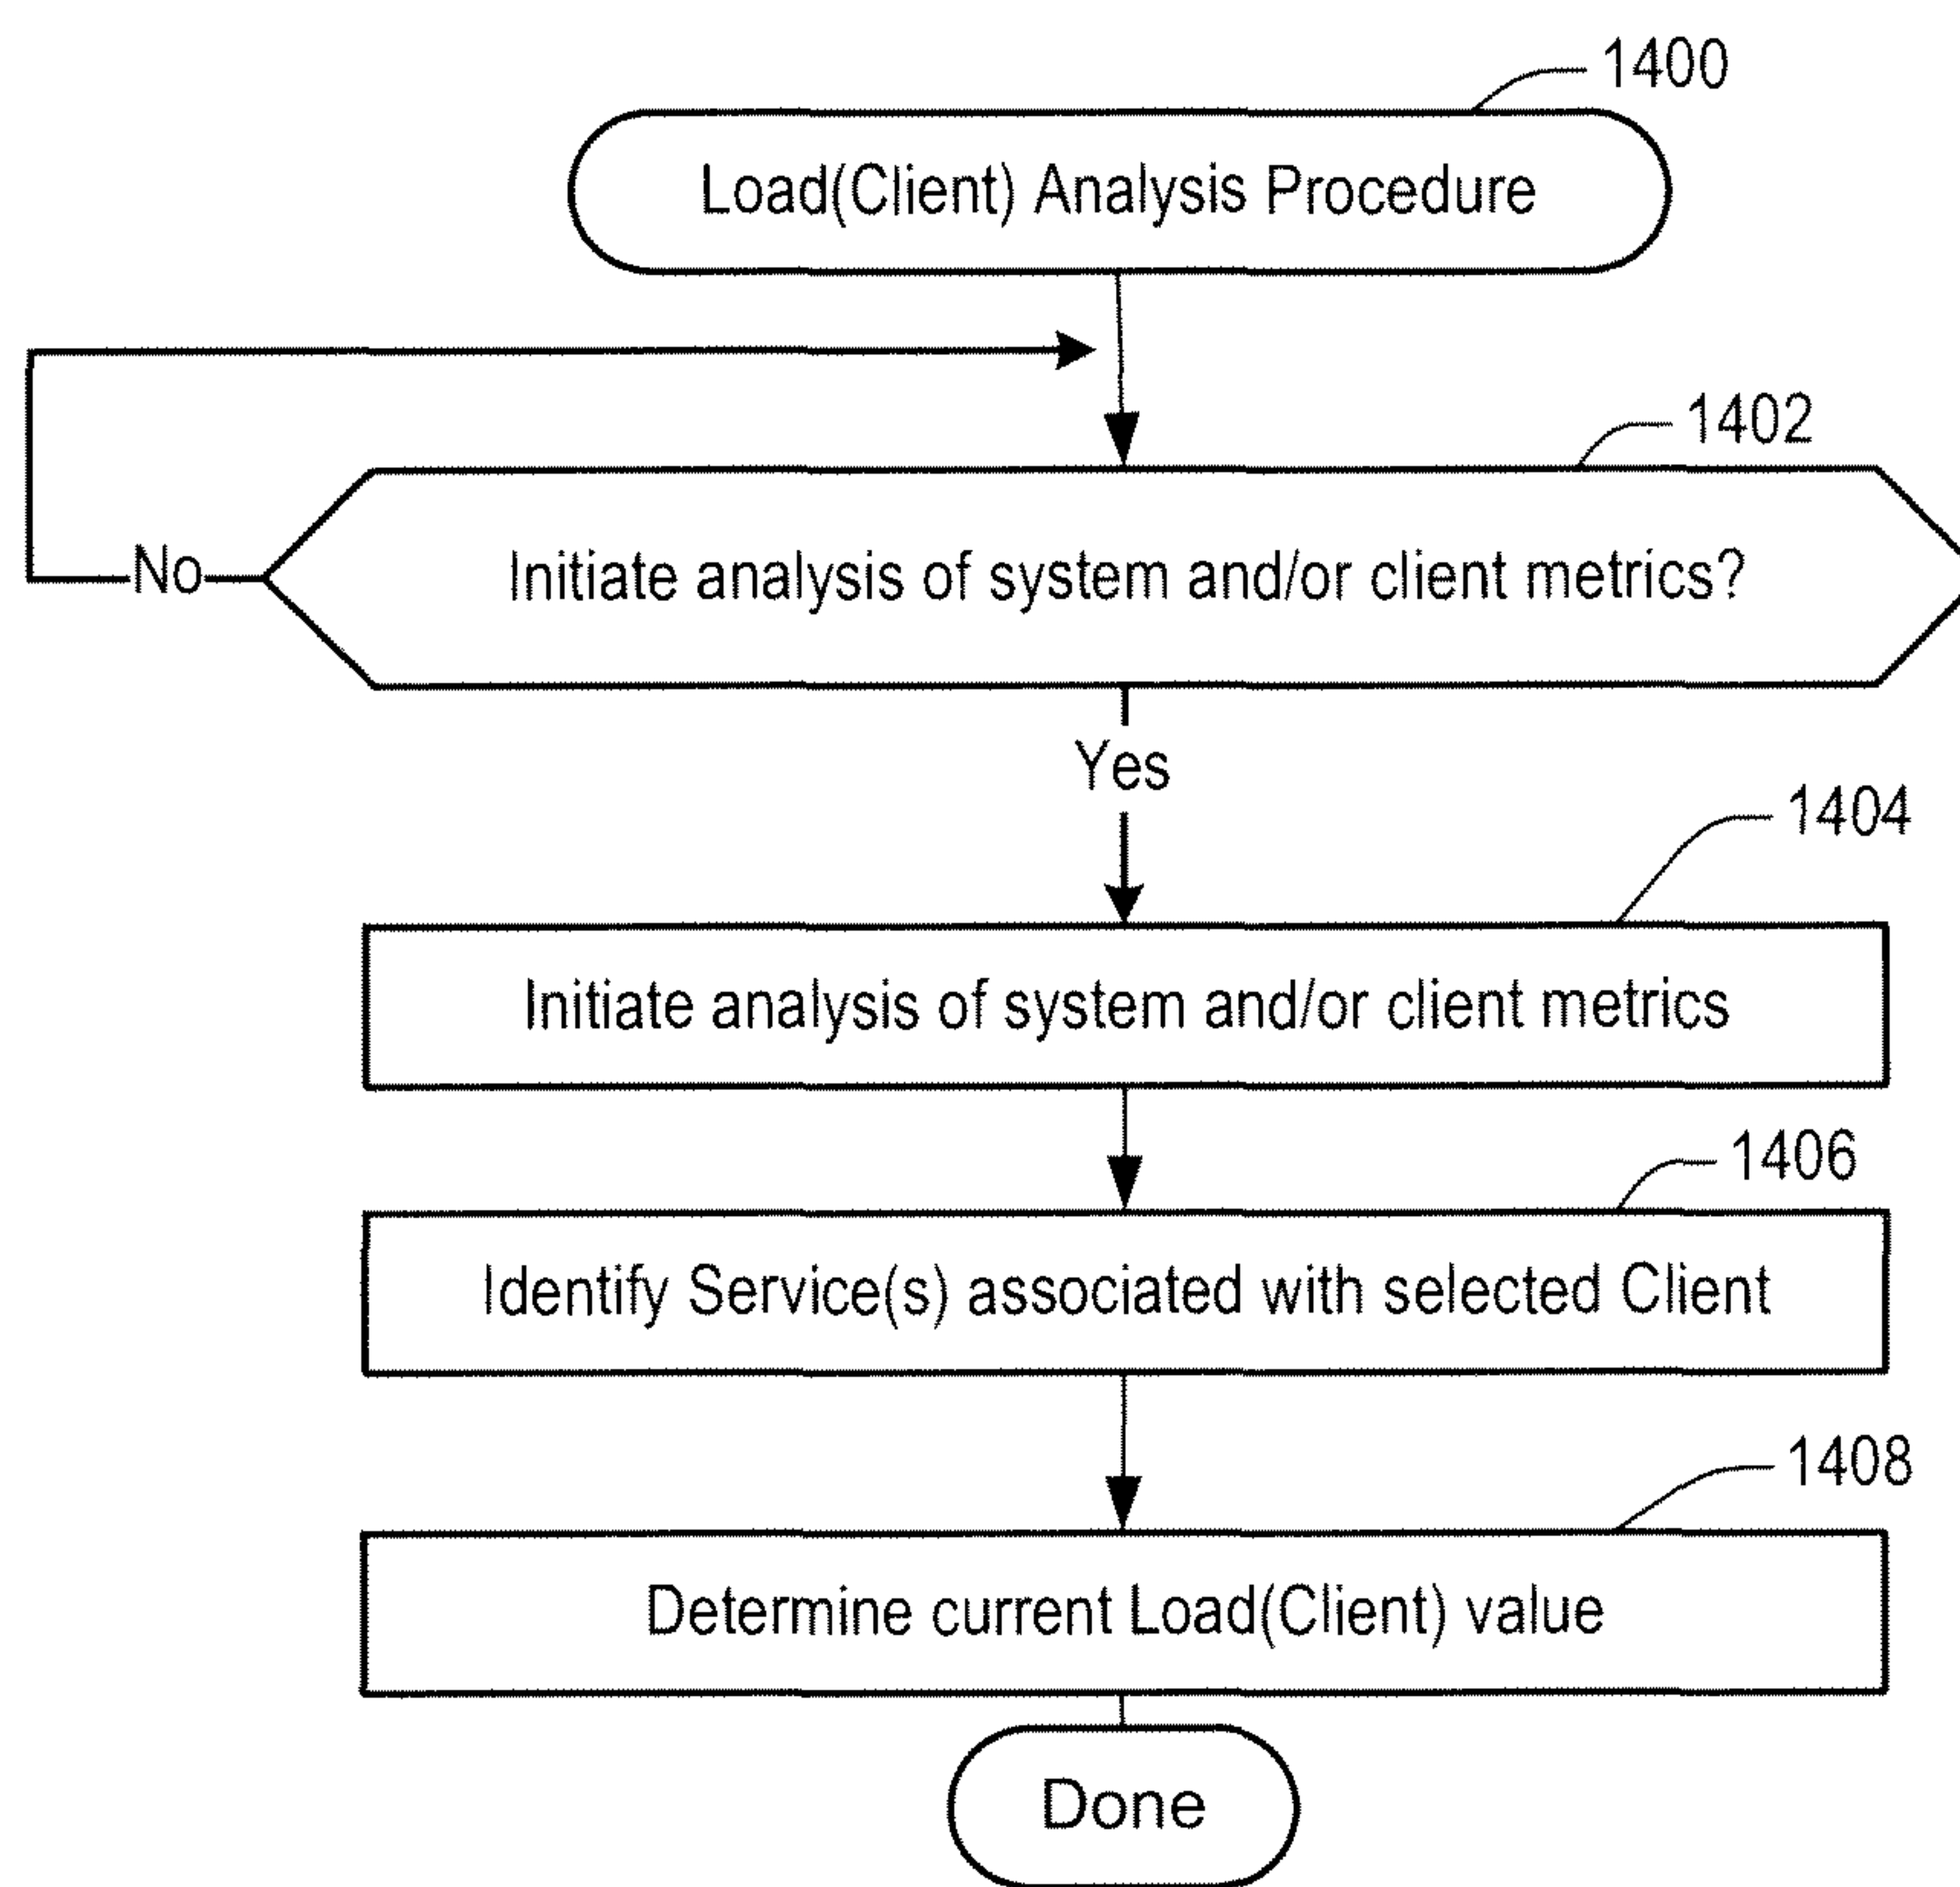 1400
Load(Client) Analysis Procedure
1402
Initiate analysis of system and/or client metrics?
No
Yes
1404
Initiate analysis of system and/or client metrics
1406
Identify Service(s) associated with selected Client
1408
Determine current Load(Client) value
Done